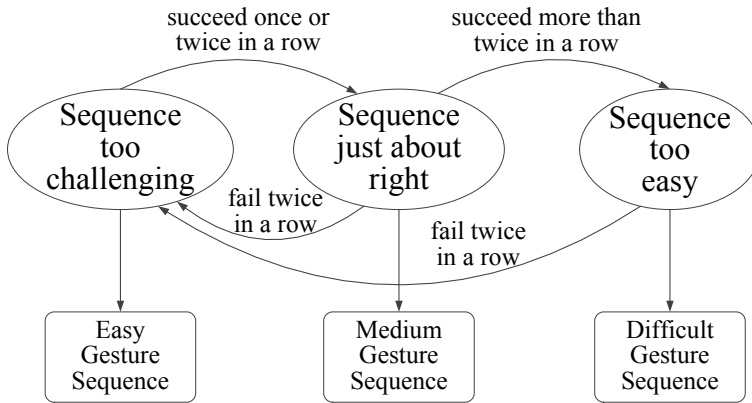 succeed once or
twice in a row
succeed more than
twice in a row
Sequence
too
challenging
Sequence
just about
right
Sequence
too
easy
fail twice
in a row
fail twice
in a row
Easy
Gesture
Sequence
Medium
Gesture
Sequence
Difficult
Gesture
Sequence